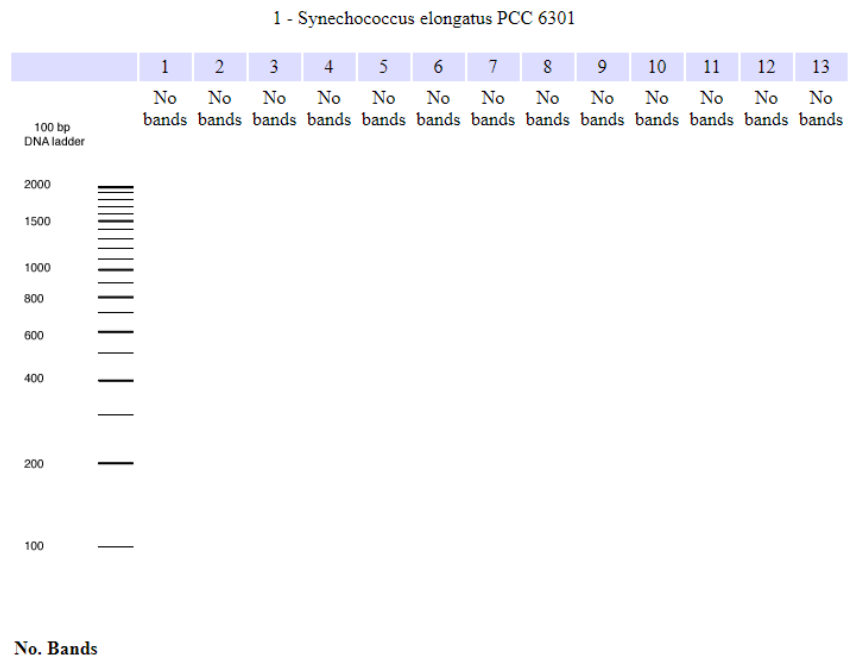 1 - Synechococcus elongatus PCC 6301
1 2 3 4 5 6 7 8 9 10 11 12 13
No No No No No No No No No No No No No
bands bands bands bands bands bands bands bands bands bands bands bands bands
100 bp
DNA ladder
2000
1500
1000
800
600
400
200
100
No. Bands